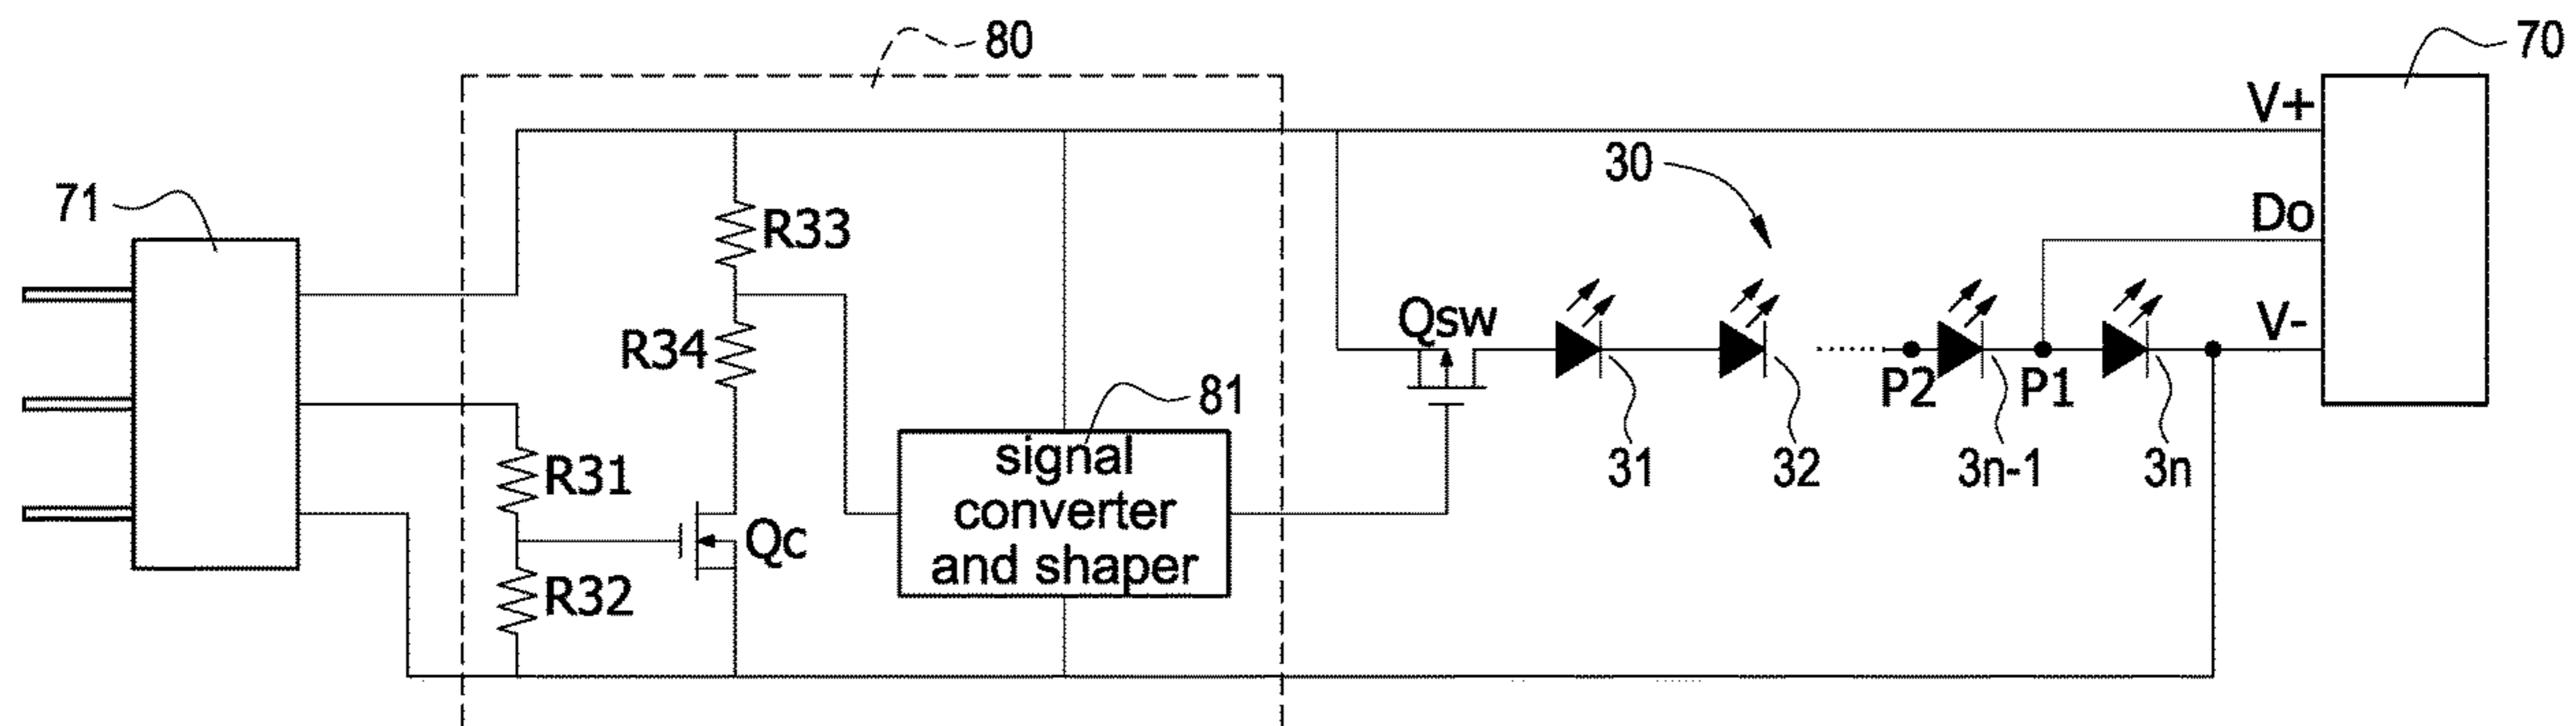 80
70
V+
30
71
Do
R33
Qsw
V-
R34
81
P2
P1
signal
converter
and shaper
31
32
3n-1
3n
R31
Qc
R32